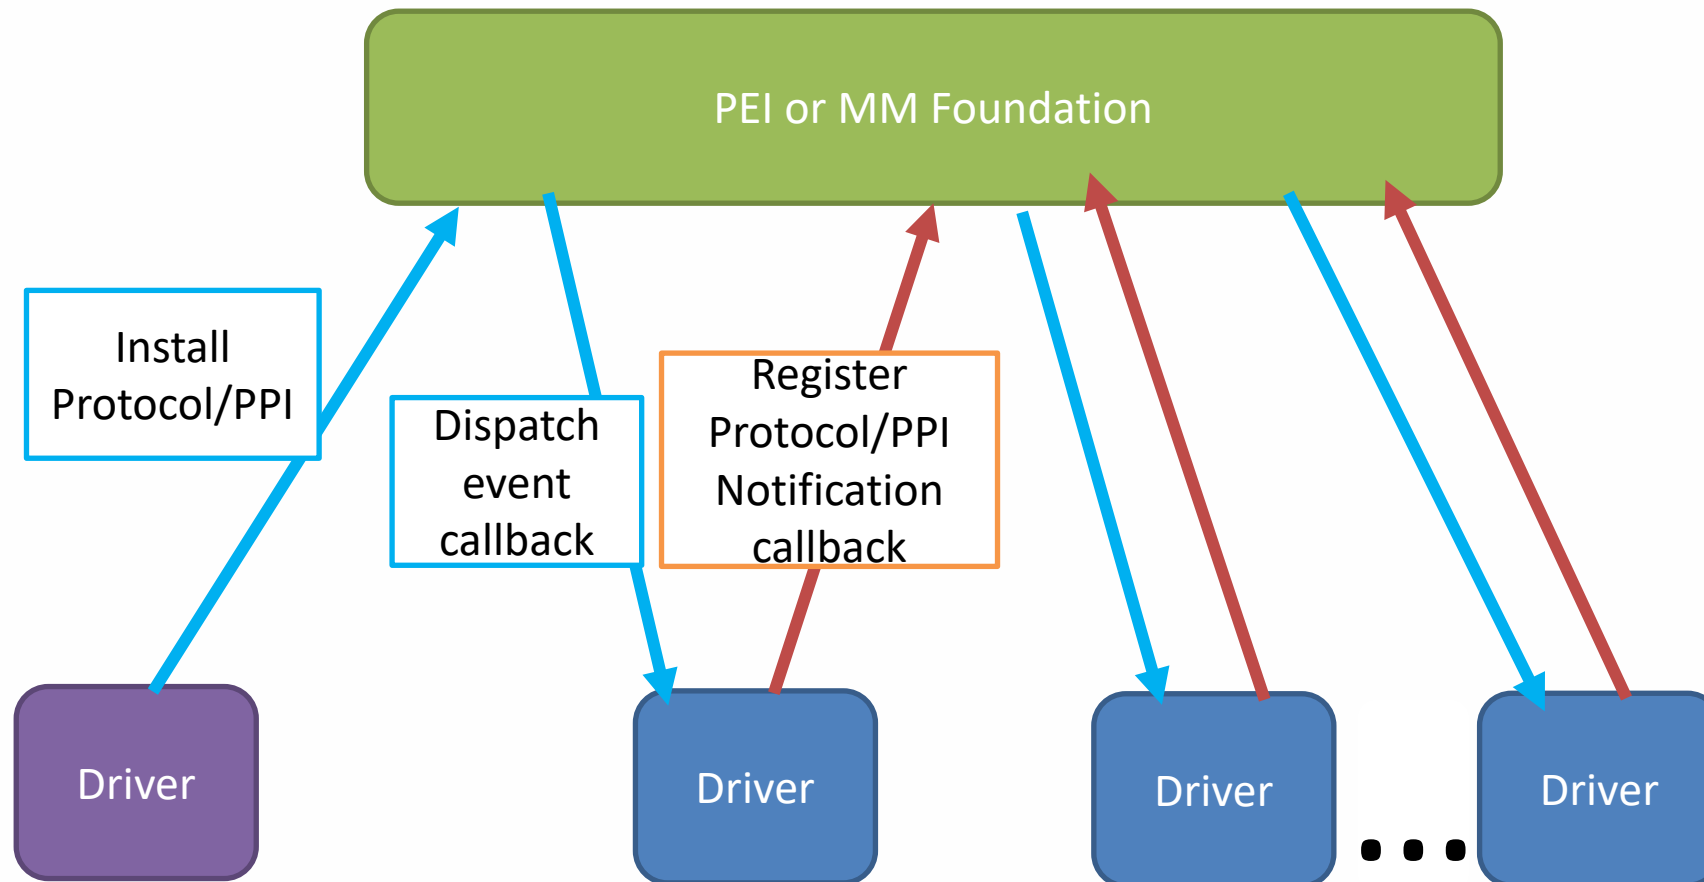 PEI or MM Foundation
Install
Protocol/PPI
Dispatch
event
callback
Register
Protocol/PPI
Notification
callback
Driver
Driver
Driver
...
Driver